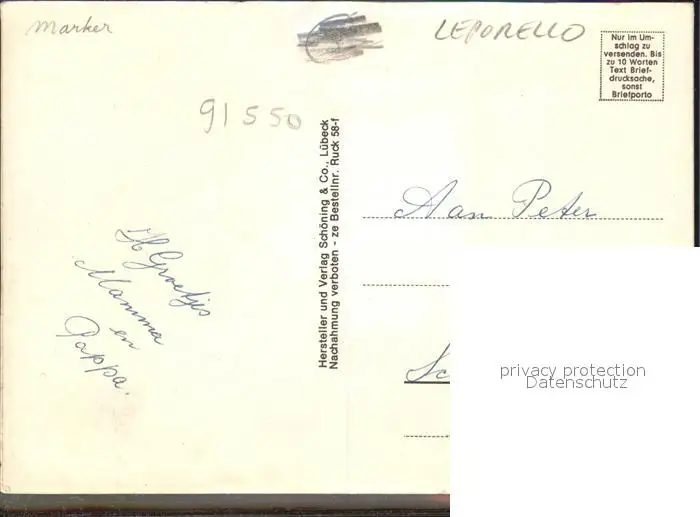 Marker
LEPORELLO
Nur im Um-
schlag zu
versenden. Bis
zu 10 Worten
Text Brief-
drucksache,
sonst
Briefporto
91550
Hersteller und Verlag Schöning & Co., Lübeck
Nachahmung verboten - ze Bestellnr. Ruck 58-f
Aan Peter
H Groetjes
Mamma
en
Pappa.
Sc
privacy protection
Datenschutz